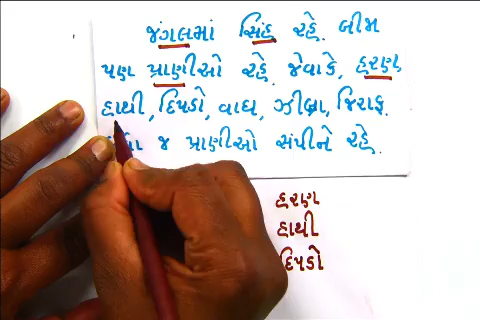 જંગલમાં સિંહ રહે. બીમ
પણ પ્રાણીઓ રહે. જેવાકે, હરણ,
હાથી, દિપડો, વાઘ, ઝીબ્રા, જિરાફ.
જ પ્રાણીઓ સંપીને રહે.
હરણ
હાથી
દિપડો